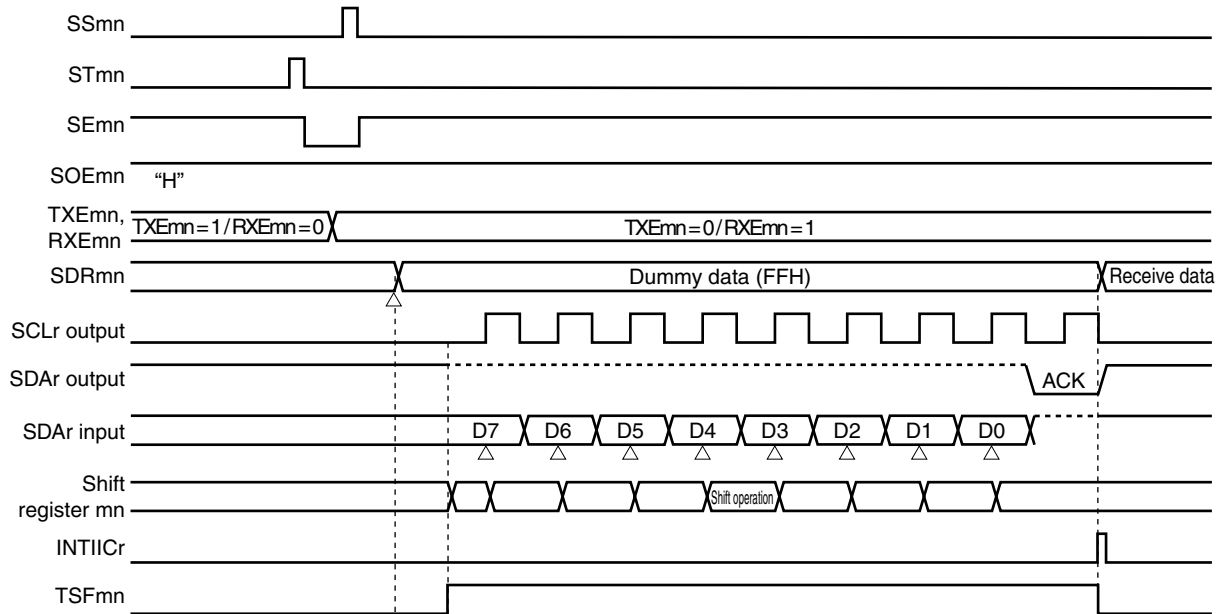 SSmn
STmn
SEmn
SOEmn "H"
TXEmn, RXEmn TXEmn=1/RXEmn=0 TXEmn=0/RXEmn=1
SDRmn Dummy data (FFH) Receive data
SCLr output
SDAr output ACK
SDAr input D7 D6 D5 D4 D3 D2 D1 D0
Shift register mn Shift operation
INTIICr
TSFmn